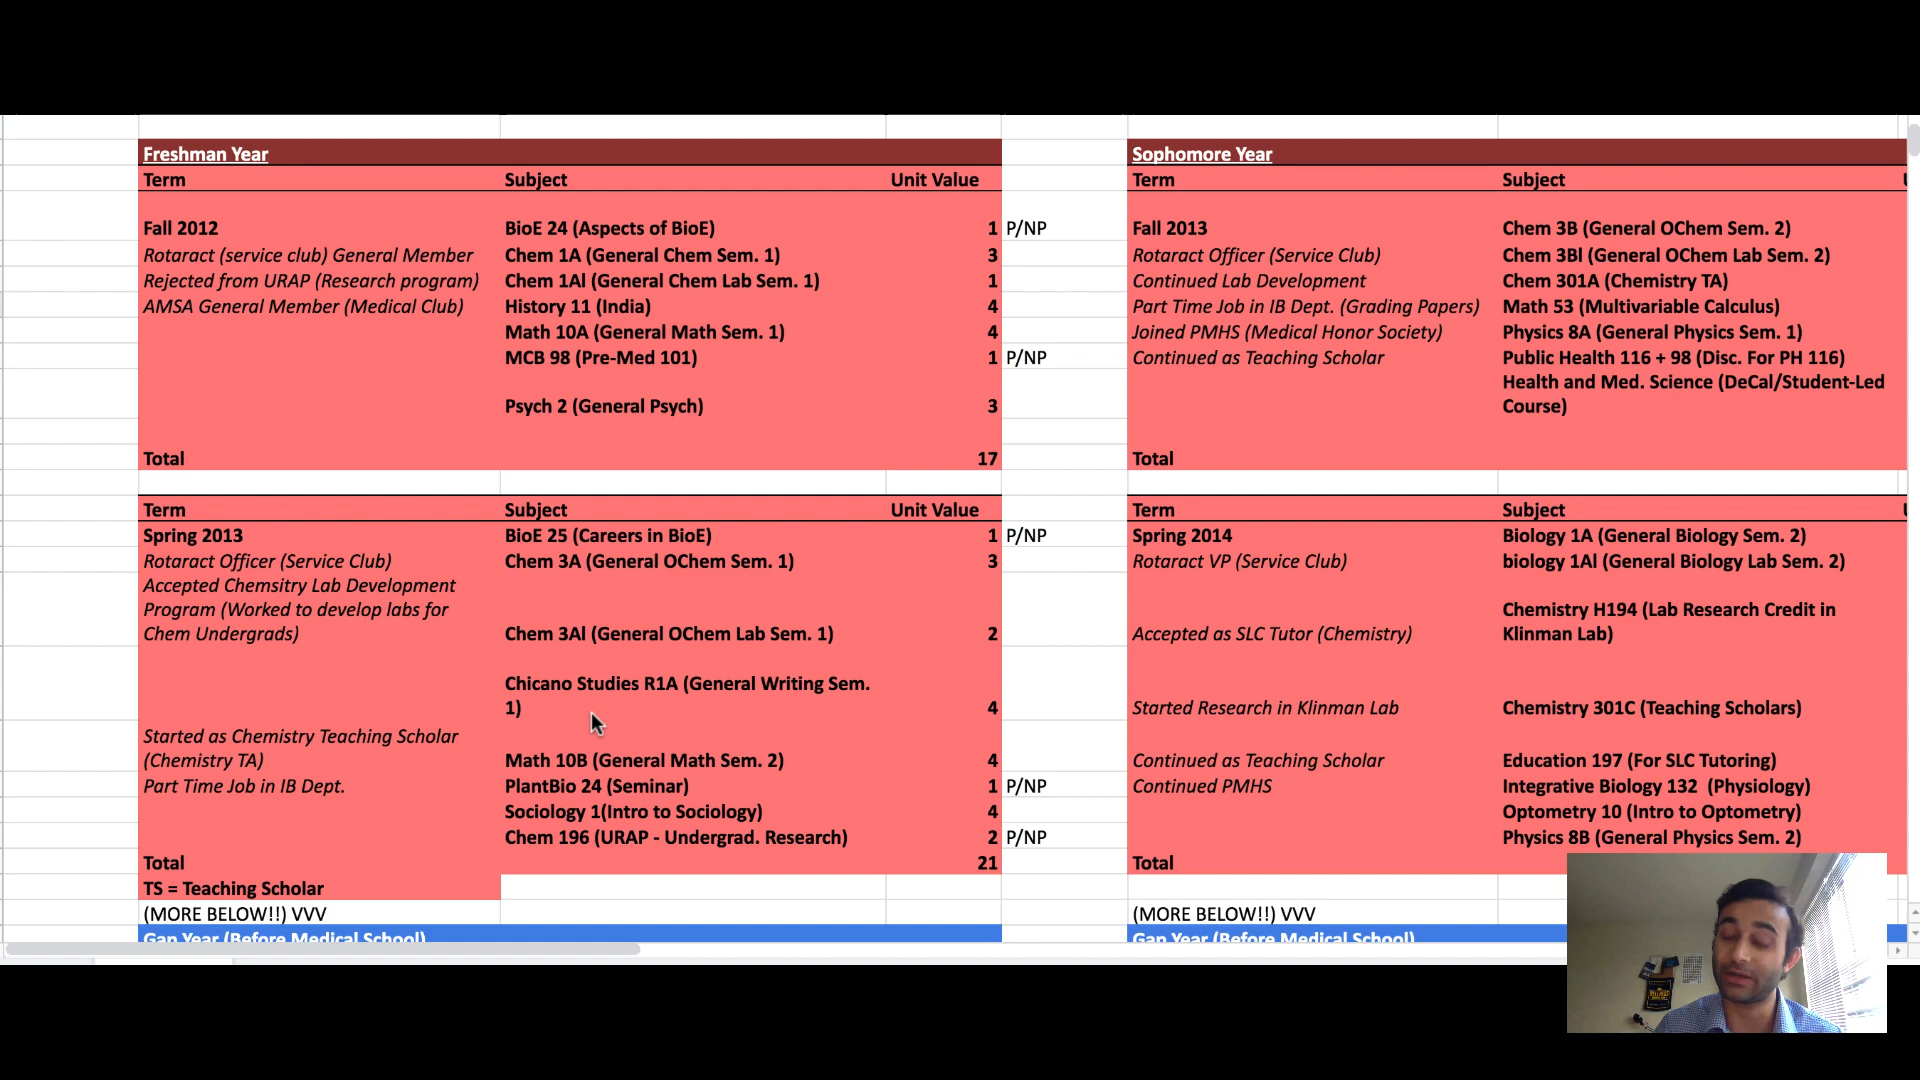 Freshman Year
Term Subject Unit Value
Fall 2012 BioE 24 (Aspects of BioE) 1 P/NP
Rotaract (service club) General Member Chem 1A (General Chem Sem. 1) 3
Rejected from URAP (Research program) Chem 1Al (General Chem Lab Sem. 1) 1
AMSA General Member (Medical Club) History 11 (India) 4
Math 10A (General Math Sem. 1) 4
MCB 98 (Pre-Med 101) 1 P/NP
Psych 2 (General Psych) 3
Total 17
Term Subject Unit Value
Spring 2013 BioE 25 (Careers in BioE) 1 P/NP
Rotaract Officer (Service Club) Chem 3A (General OChem Sem. 1) 3
Accepted Chemsitry Lab Development
Program (Worked to develop labs for
Chem Undergrads) Chem 3Al (General OChem Lab Sem. 1) 2
Chicano Studies R1A (General Writing Sem.
1) 4
Started as Chemistry Teaching Scholar
(Chemistry TA) Math 10B (General Math Sem. 2) 4
Part Time Job in IB Dept. PlantBio 24 (Seminar) 1 P/NP
Sociology 1(Intro to Sociology) 4
Chem 196 (URAP - Undergrad. Research) 2 P/NP
Total 21
TS = Teaching Scholar
(MORE BELOW!!) VVV
Gap Year (Before Medical School)
Sophomore Year
Term Subject
Fall 2013 Chem 3B (General OChem Sem. 2)
Rotaract Officer (Service Club) Chem 3Bl (General OChem Lab Sem. 2)
Continued Lab Development Chem 301A (Chemistry TA)
Part Time Job in IB Dept. (Grading Papers) Math 53 (Multivariable Calculus)
Joined PMHS (Medical Honor Society) Physics 8A (General Physics Sem. 1)
Continued as Teaching Scholar Public Health 116 + 98 (Disc. For PH 116)
Health and Med. Science (DeCal/Student-Led
Course)
Total
Term Subject
Spring 2014 Biology 1A (General Biology Sem. 2)
Rotaract VP (Service Club) biology 1Al (General Biology Lab Sem. 2)
Chemistry H194 (Lab Research Credit in
Accepted as SLC Tutor (Chemistry) Klinman Lab)
Started Research in Klinman Lab Chemistry 301C (Teaching Scholars)
Continued as Teaching Scholar Education 197 (For SLC Tutoring)
Continued PMHS Integrative Biology 132 (Physiology)
Optometry 10 (Intro to Optometry)
Physics 8B (General Physics Sem. 2)
Total
(MORE BELOW!!) VVV
Gap Year (Before Medical School)